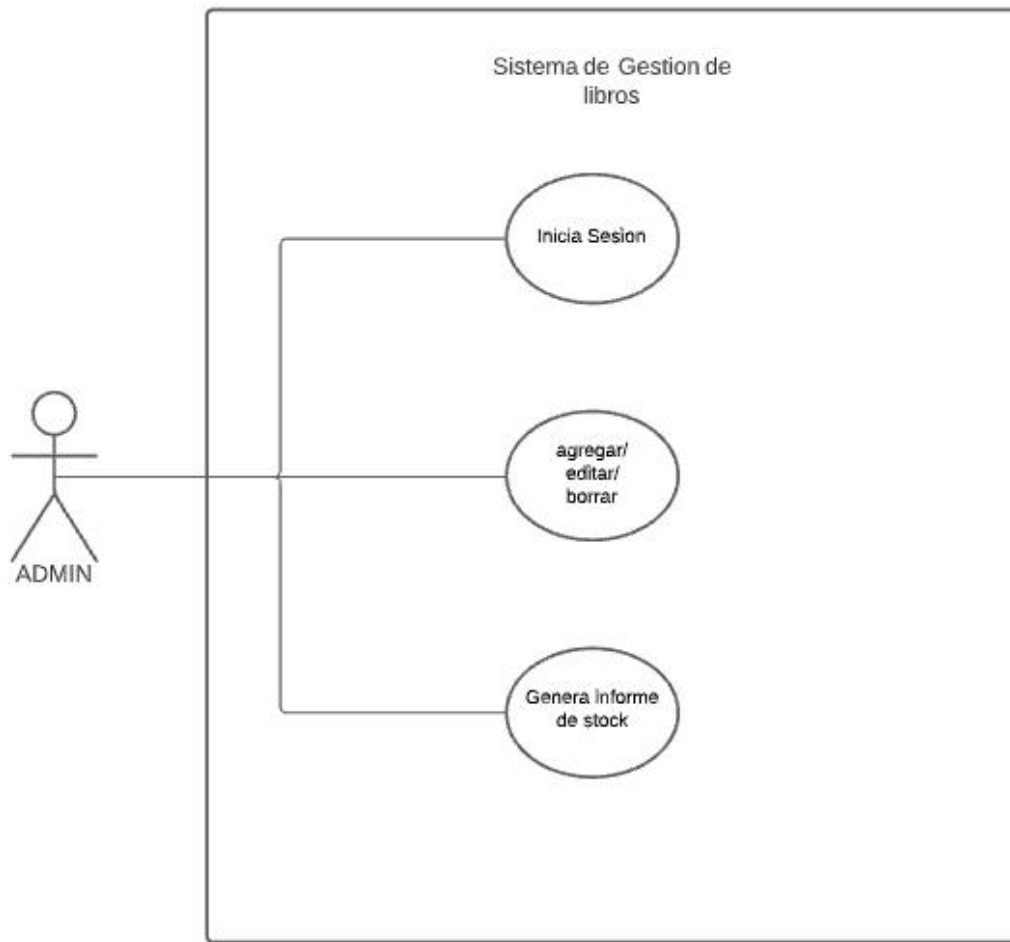 Sistema de Gestion de
libros
Inicia Sesion
agregar/
editar/
borrar
ADMIN
Genera informe
de stock